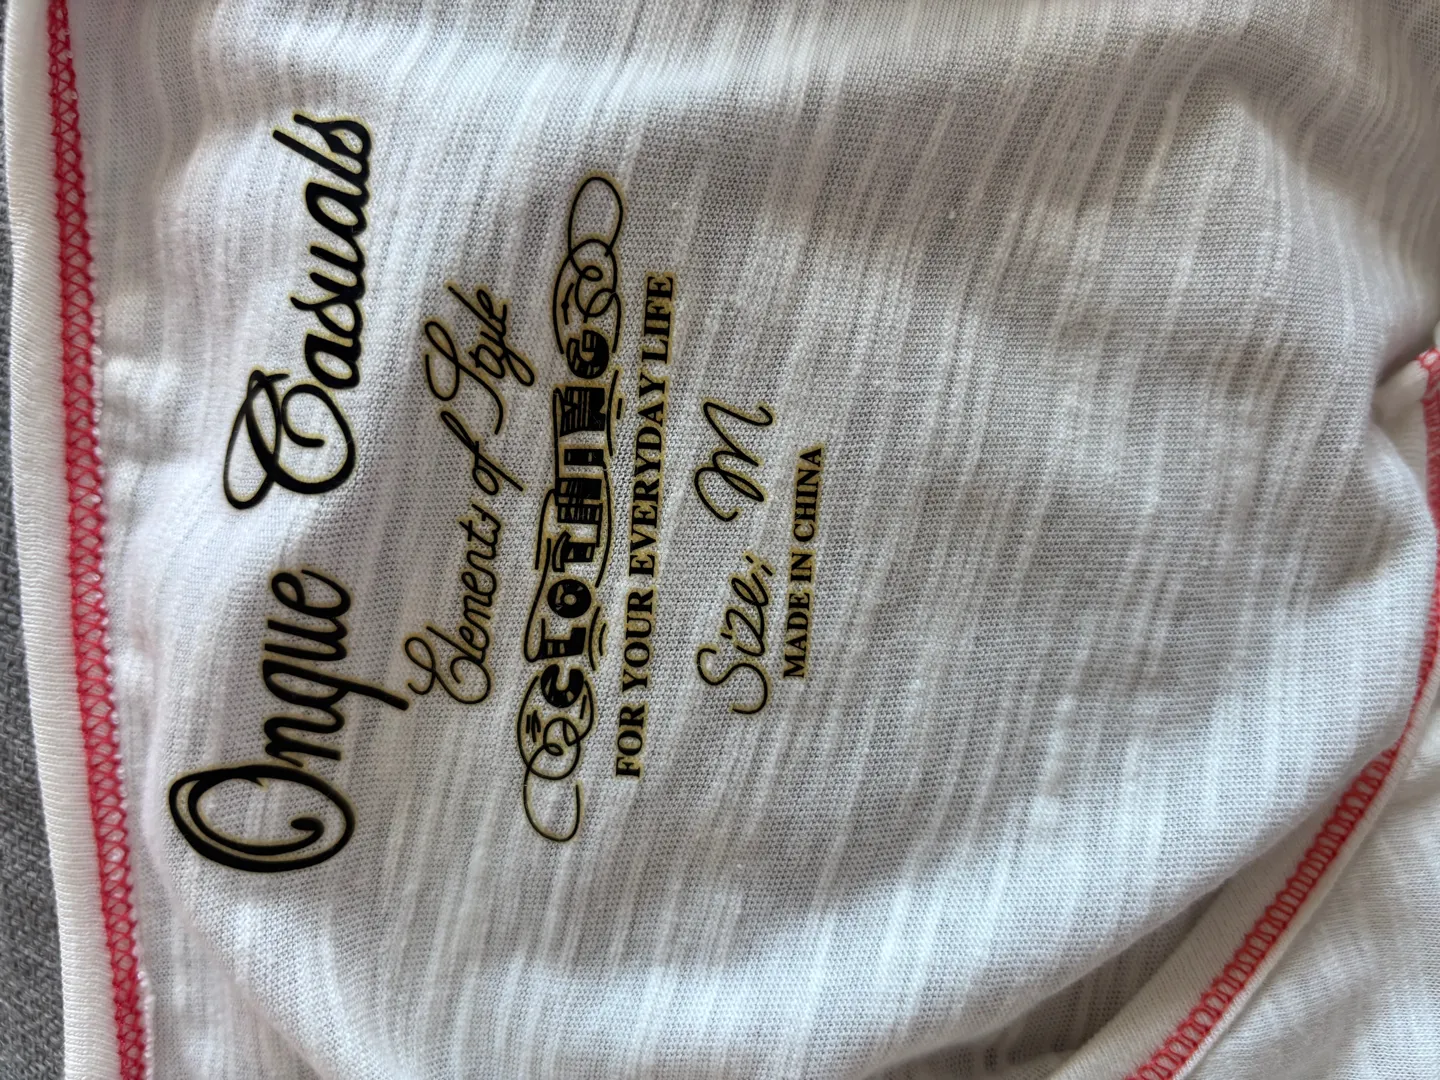 Onque Casuals
Elements of Style
CLOTHING
FOR YOUR EVERYDAY LIFE
Size: M
MADE IN CHINA